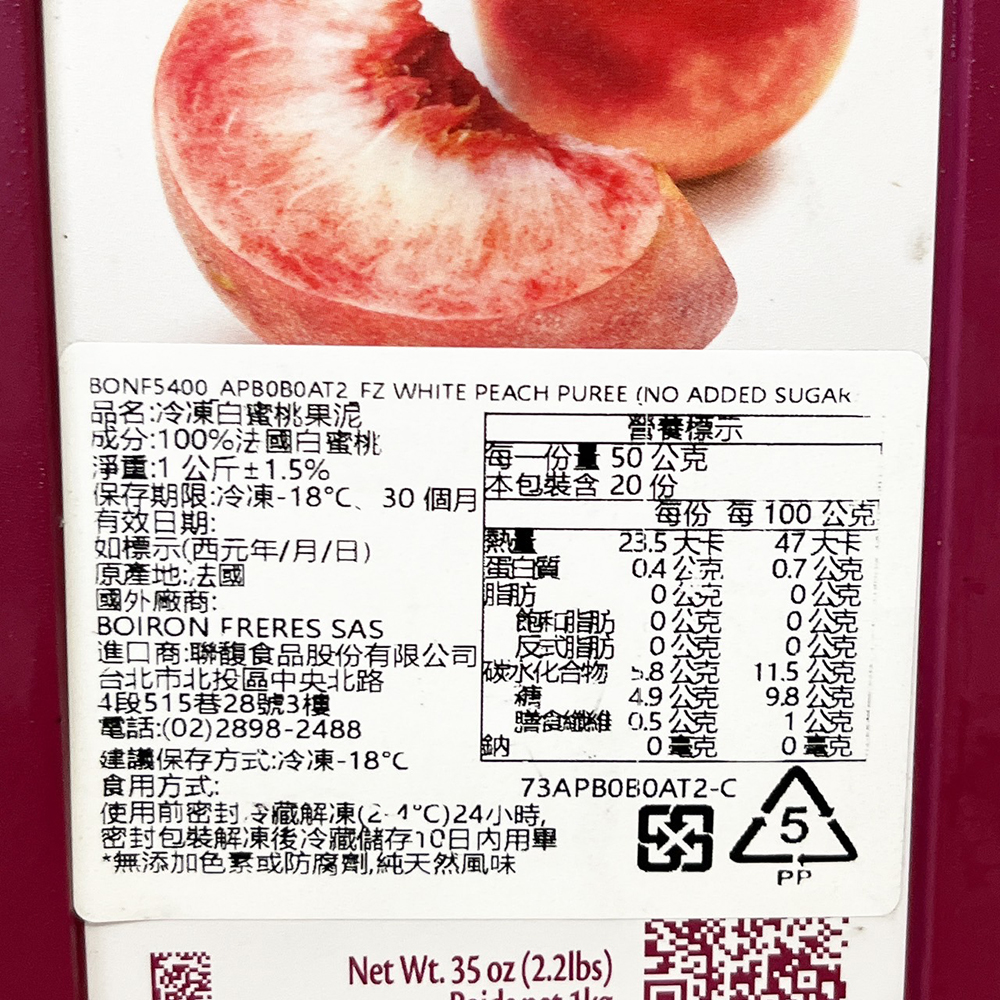 BONF5400 APB0B0AT2 FZ WHITE PEACH PUREE (NO ADDED SUGAR
品名:冷凍白蜜桃果泥
成分:100%法國白蜜桃
淨重:1 公斤±1.5%
保存期限:冷凍-18°C、30 個月
有效日期:
如標示(西元年/月/日)
原產地:法國
國外廠商:
BOIRON FRERES SAS
進口商:聯馥食品股份有限公司
台北市北投區中央北路
4段515巷28號3樓
電話:(02)2898-2488
建議保存方式:冷凍-18°C
食用方式:
使用前密封,冷藏解凍(2-4°C)24小時,
密封包裝解凍後冷藏儲存10日內用畢
*無添加色素或防腐劑,純天然風味
營養標示
每一份量 50 公克
本包裝含 20 份
每份 每 100 公克
熱量 23.5 大卡 47 大卡
蛋白質 0.4 公克 0.7 公克
脂肪 0 公克 0 公克
飽和脂肪 0 公克 0 公克
反式脂肪 0 公克 0 公克
碳水化合物 5.8 公克 11.5 公克
糖 4.9 公克 9.8 公克
膳食纖維 0.5 公克 1 公克
鈉 0 毫克 0 毫克
73APB0B0AT2-C
5
PP
Net Wt. 35 oz (2.2lbs)
Poids net 1kg